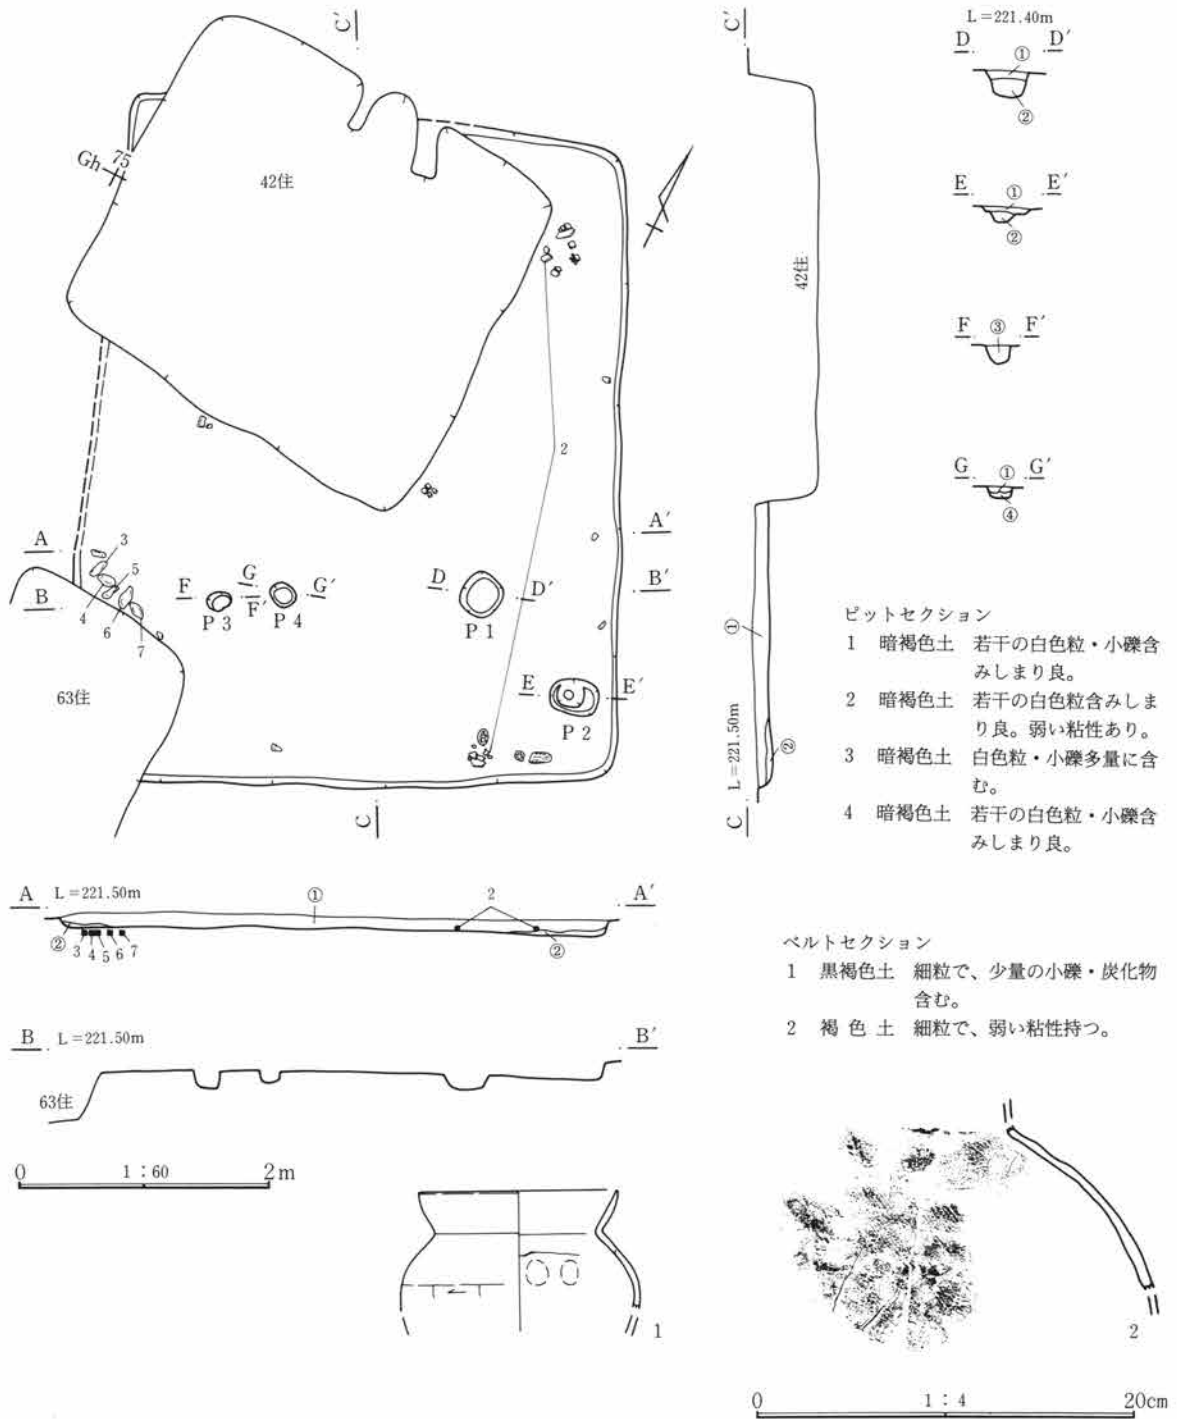 C′
C′
L＝221.40m
D D′
①
②
Gh 75
42住
E E′
①
②
42住
F ③ F′
2
G ① G′
④
A A′
3
5
B B′
4
6
7
F F′
G G′
D D′
P 3
P 4
P 1
E E′
P 2
63住
C
①
②
L＝221.50m
C
ピットセクション
1 暗褐色土 若干の白色粒・小礫含
みしまり良。
2 暗褐色土 若干の白色粒含みしま
り良。弱い粘性あり。
3 暗褐色土 白色粒・小礫多量に含
む。
4 暗褐色土 若干の白色粒・小礫含
みしまり良。
A L＝221.50m ① 2 A′
② 3 4 5 6 7 ②
ベルトセクション
1 黒褐色土 細粒で、少量の小礫・炭化物
含む。
2 褐 色 土 細粒で、弱い粘性持つ。
B L＝221.50m B′
63住
0 1：60 2m
1
2
0 1：4 20cm